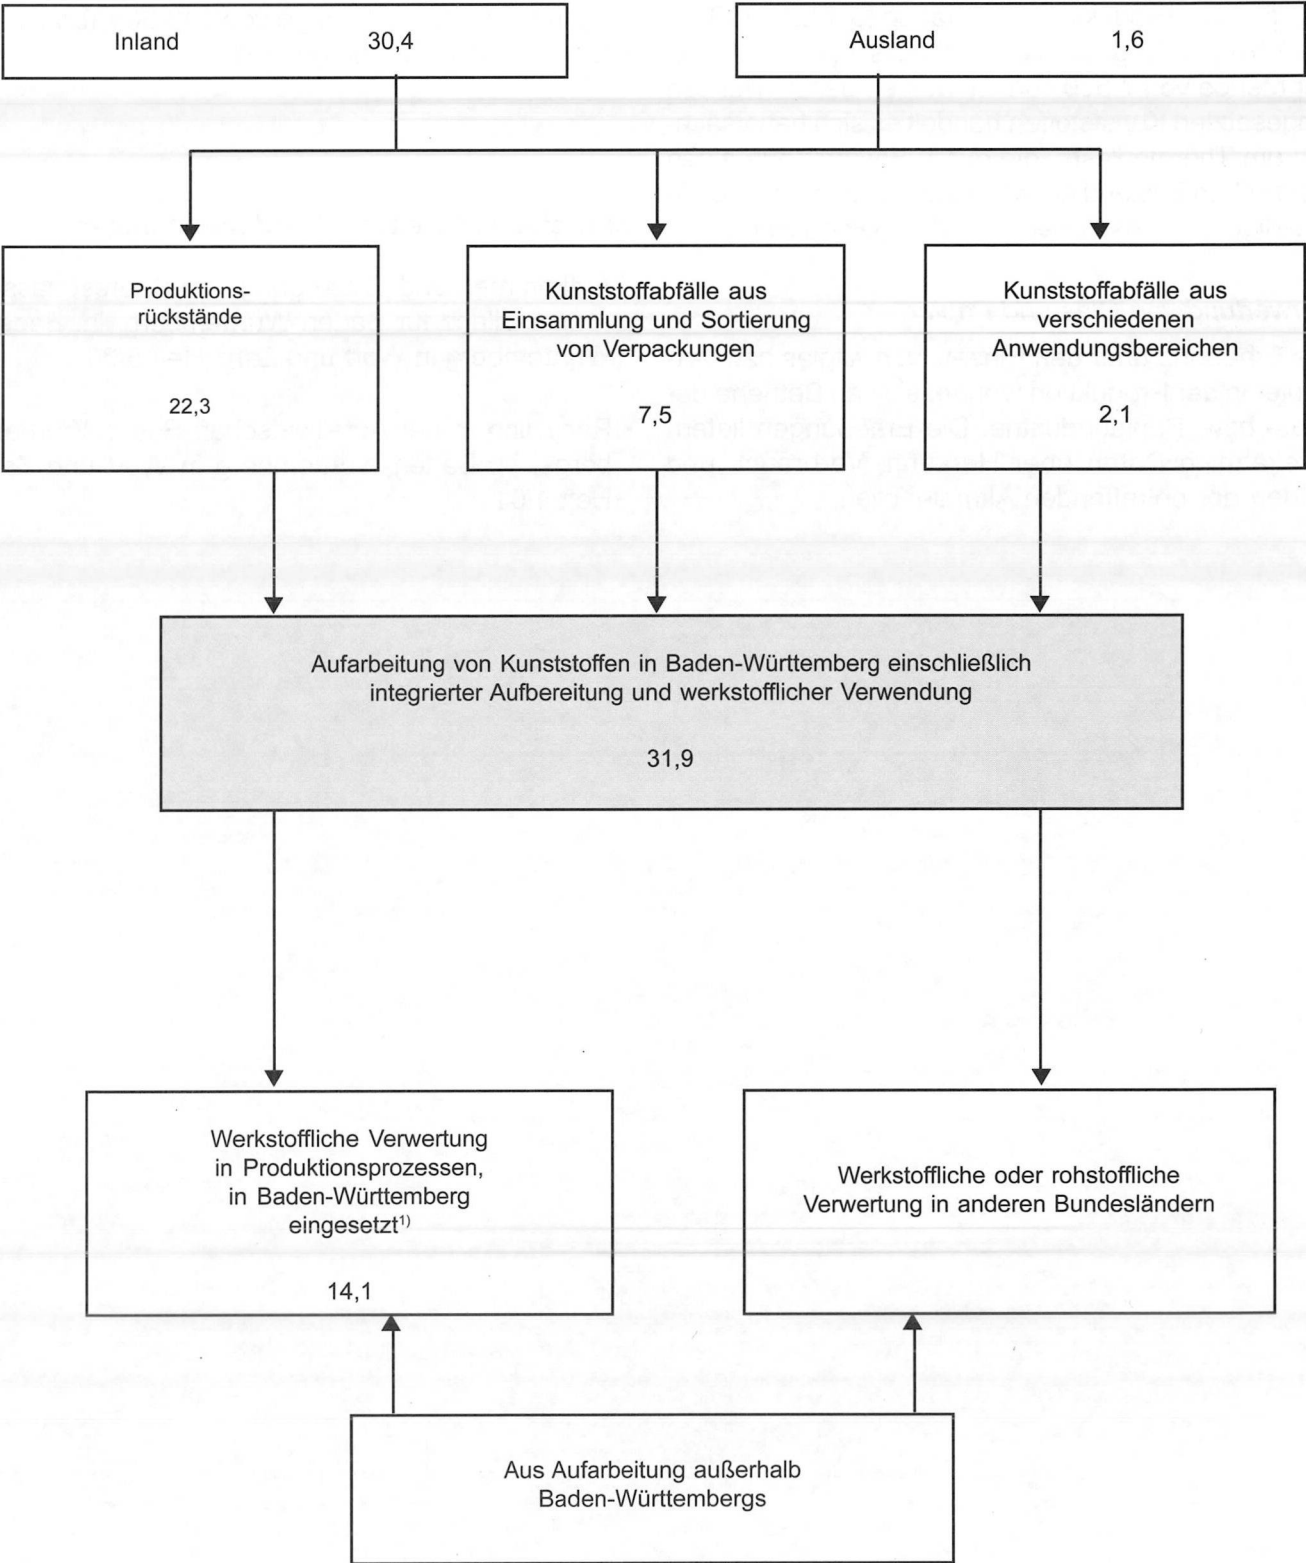 Inland 30,4
Ausland 1,6
Produktions-
rückstände
22,3
Kunststoffabfälle aus
Einsammlung und Sortierung
von Verpackungen
7,5
Kunststoffabfälle aus
verschiedenen
Anwendungsbereichen
2,1
Aufarbeitung von Kunststoffen in Baden-Württemberg einschließlich
integrierter Aufbereitung und werkstofflicher Verwendung
31,9
Werkstoffliche Verwertung
in Produktionsprozessen,
in Baden-Württemberg
eingesetzt¹⁾
14,1
Werkstoffliche oder rohstoffliche
Verwertung in anderen Bundesländern
Aus Aufarbeitung außerhalb
Baden-Württembergs